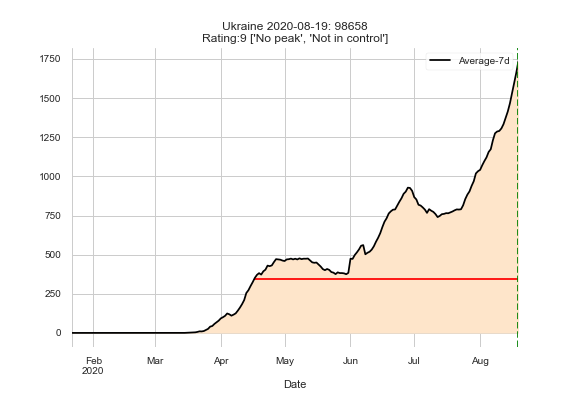 Ukraine 2020-08-19: 98658
Rating:9 ['No peak', 'Not in control']
Average-7d
1750
1500
1250
1000
750
500
250
0
Feb
2020
Mar
Apr
May
Jun
Jul
Aug
Date